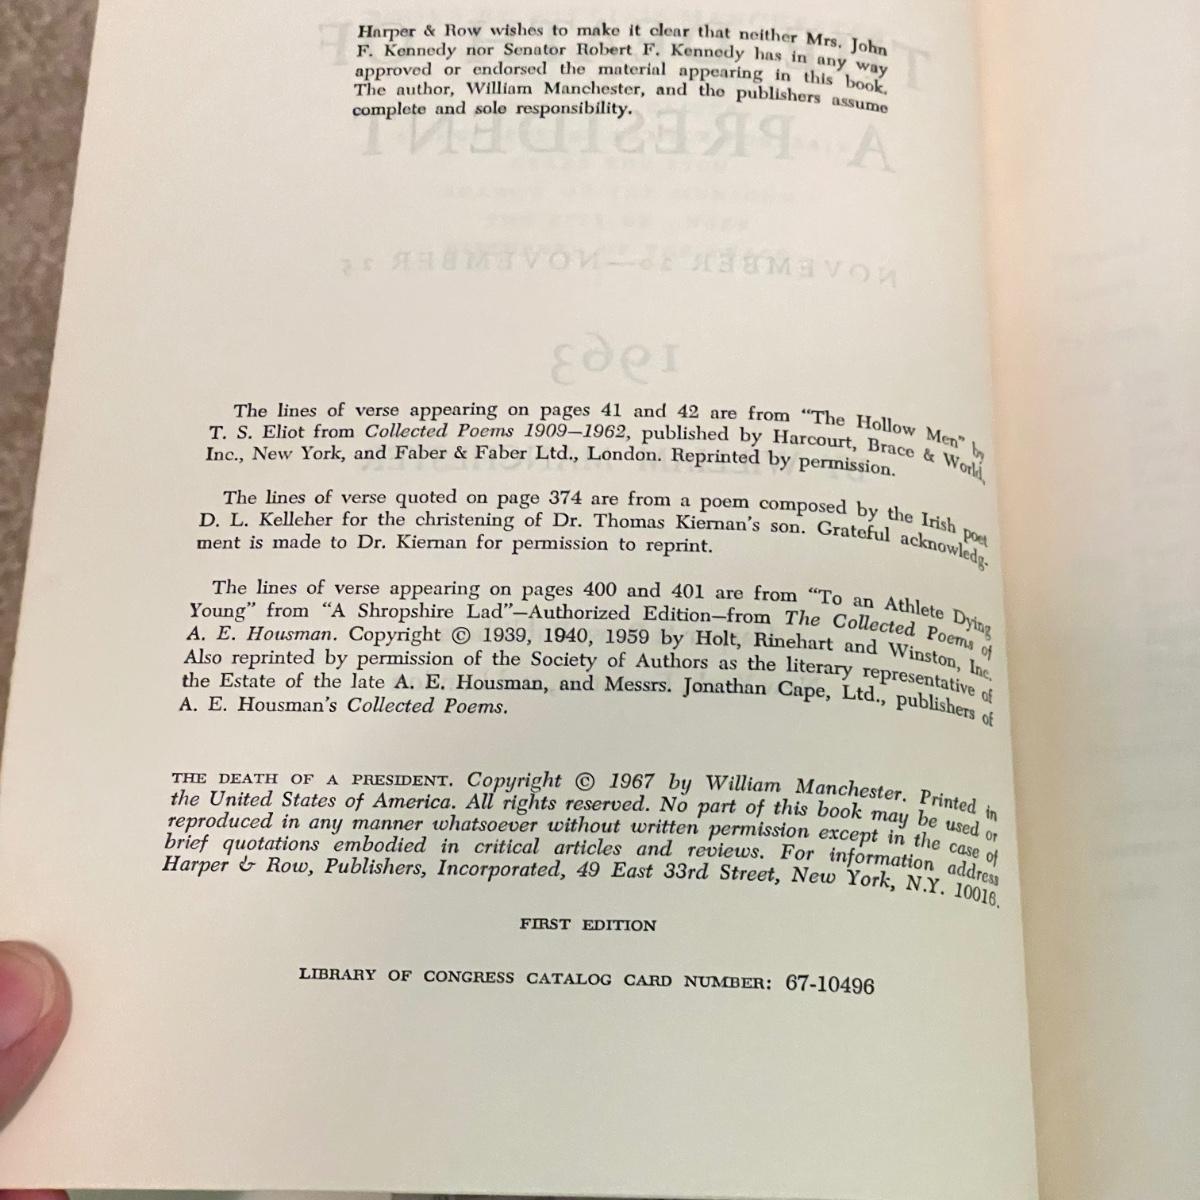 Harper & Row wishes to make it clear that neither Mrs. John
F. Kennedy nor Senator Robert F. Kennedy has in any way
approved or endorsed the material appearing in this book.
The author, William Manchester, and the publishers assume
complete and sole responsibility.
The lines of verse appearing on pages 41 and 42 are from “The Hollow Men” by
T. S. Eliot from Collected Poems 1909–1962, published by Harcourt, Brace & World,
Inc., New York, and Faber & Faber Ltd., London. Reprinted by permission.
The lines of verse quoted on page 374 are from a poem composed by the Irish poet
D. L. Kelleher for the christening of Dr. Thomas Kiernan’s son. Grateful acknowledg-
ment is made to Dr. Kiernan for permission to reprint.
The lines of verse appearing on pages 400 and 401 are from “To an Athlete Dying
Young” from “A Shropshire Lad”—Authorized Edition—from The Collected Poems of
A. E. Housman. Copyright © 1939, 1940, 1959 by Holt, Rinehart and Winston, Inc.
Also reprinted by permission of the Society of Authors as the literary representative of
the Estate of the late A. E. Housman, and Messrs. Jonathan Cape, Ltd., publishers of
A. E. Housman’s Collected Poems.
THE DEATH OF A PRESIDENT. Copyright © 1967 by William Manchester. Printed in
the United States of America. All rights reserved. No part of this book may be used or
reproduced in any manner whatsoever without written permission except in the case of
brief quotations embodied in critical articles and reviews. For information address
Harper & Row, Publishers, Incorporated, 49 East 33rd Street, New York, N.Y. 10016.
FIRST EDITION
LIBRARY OF CONGRESS CATALOG CARD NUMBER: 67-10496